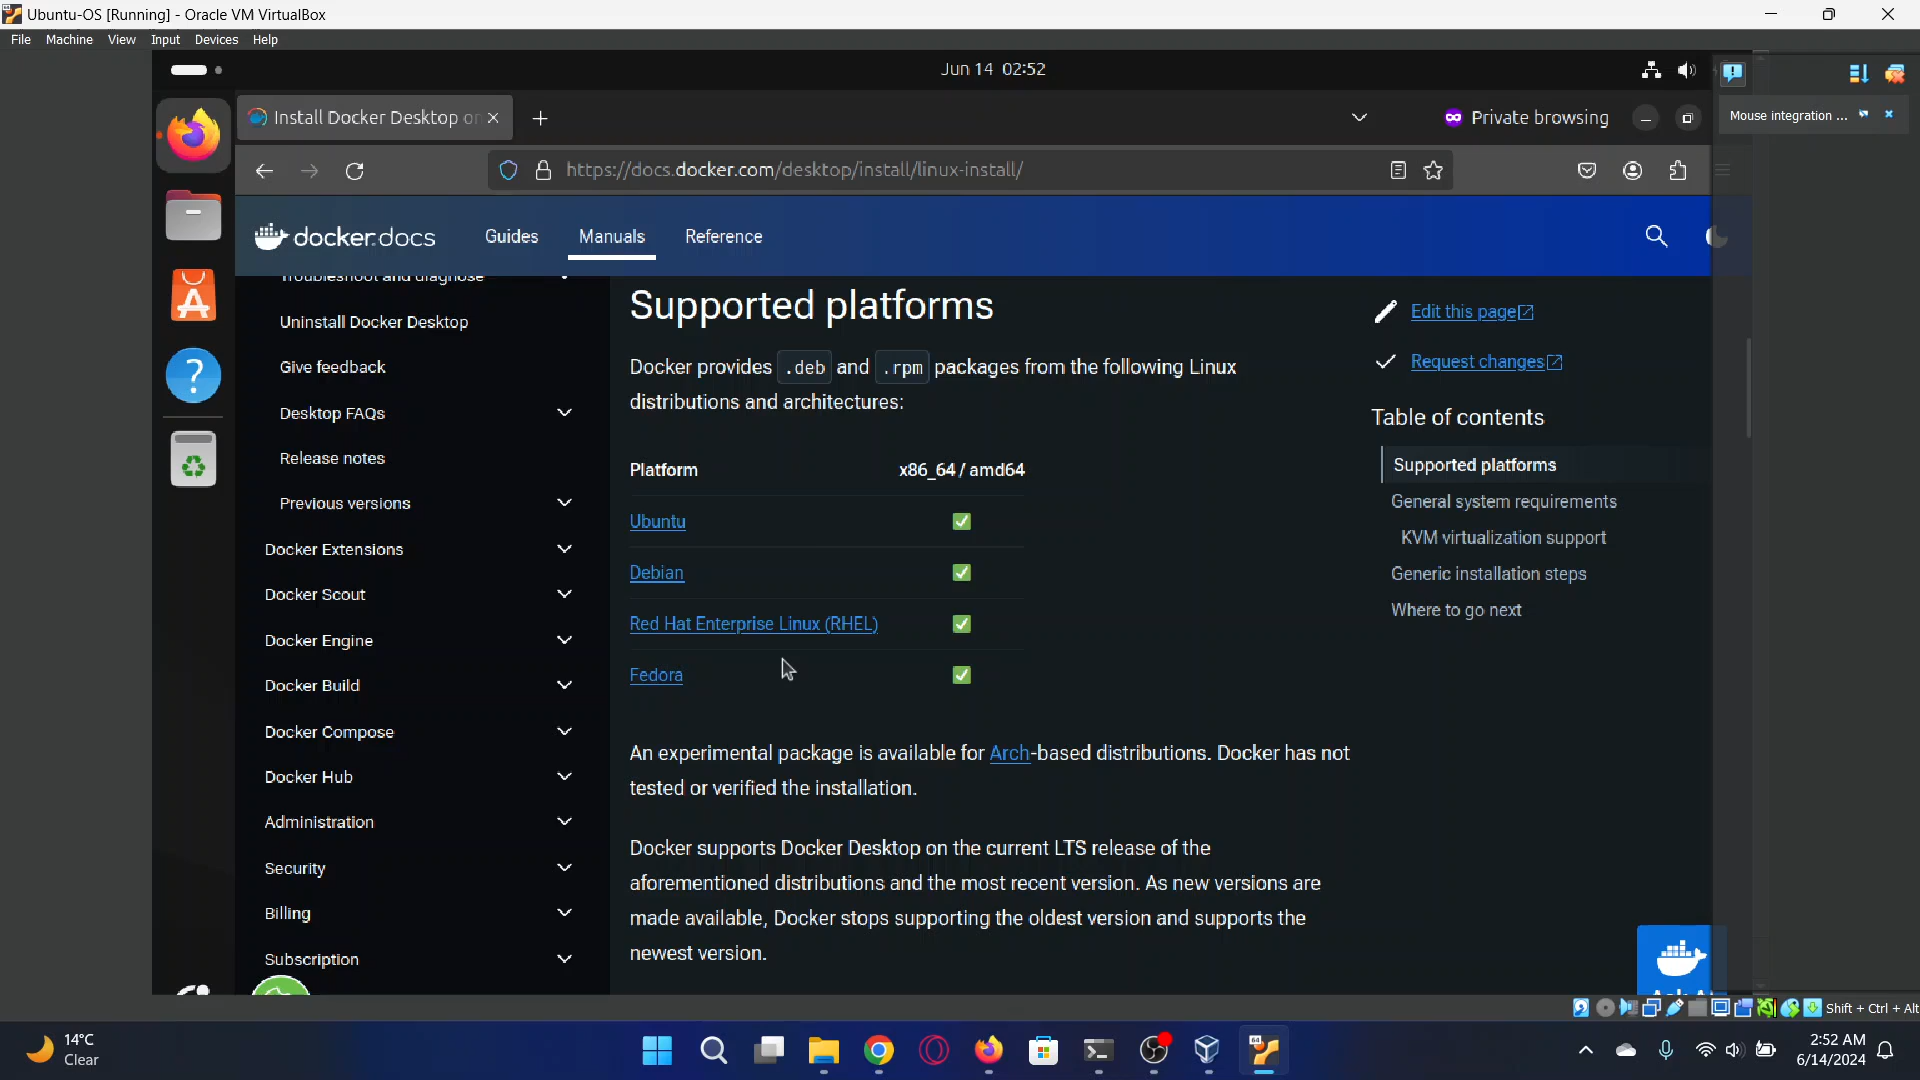 Ubuntu-OS [Running] - Oracle VM VirtualBox
File Machine View Input Devices Help
Jun 14 02:52
Install Docker Desktop or
Private browsing
Mouse integration ...
https://docs.docker.com/desktop/install/linux-install/
docker.docs
Guides Manuals Reference
Troubleshoot and diagnose
Uninstall Docker Desktop
Give feedback
Desktop FAQs
Release notes
Previous versions
Docker Extensions
Docker Scout
Docker Engine
Docker Build
Docker Compose
Docker Hub
Administration
Security
Billing
Subscription
Supported platforms
Docker provides .deb and .rpm packages from the following Linux
distributions and architectures:
Platform x86_64 / amd64
Ubuntu
Debian
Red Hat Enterprise Linux (RHEL)
Fedora
An experimental package is available for Arch-based distributions. Docker has not
tested or verified the installation.
Docker supports Docker Desktop on the current LTS release of the
aforementioned distributions and the most recent version. As new versions are
made available, Docker stops supporting the oldest version and supports the
newest version.
Edit this page
Request changes
Table of contents
Supported platforms
General system requirements
KVM virtualization support
Generic installation steps
Where to go next
Shift + Ctrl + Alt
14°C
Clear
64
2:52 AM
6/14/2024